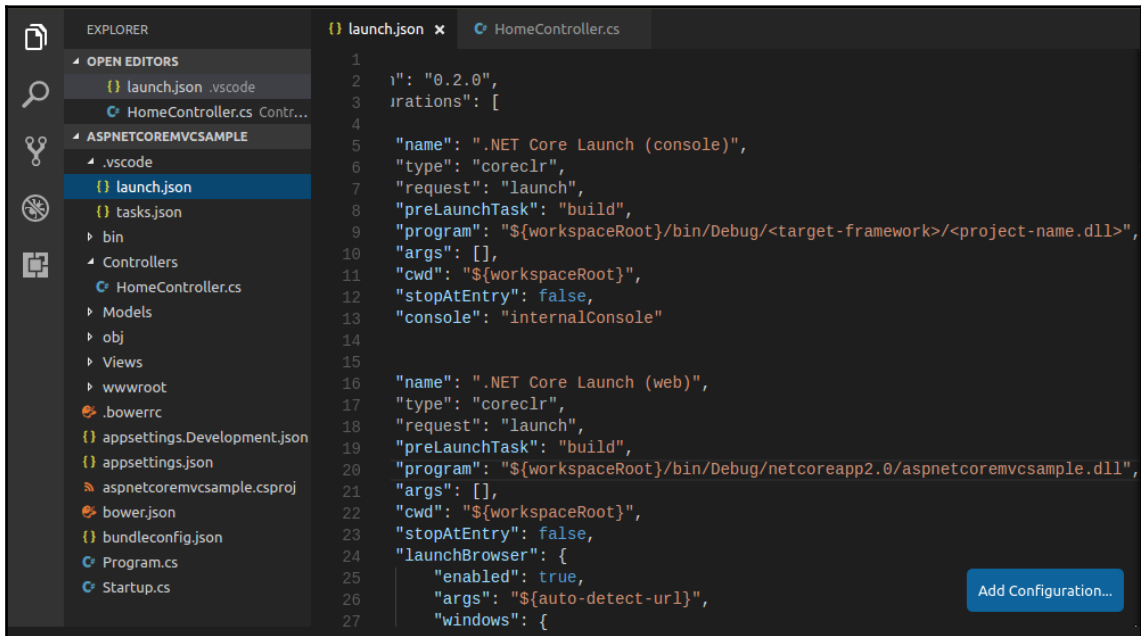 EXPLORER
OPEN EDITORS
{} launch.json .vscode
HomeController.cs Contr...
ASPNETCOREMVCSAMPLE
.vscode
{} launch.json
{} tasks.json
bin
Controllers
HomeController.cs
Models
obj
Views
wwwroot
.bowerrc
{} appsettings.Development.json
{} appsettings.json
aspnetcoremvcsample.csproj
bower.json
{} bundleconfig.json
Program.cs
Startup.cs
{} launch.json × HomeController.cs
1
2 ": "0.2.0",
3 urations": [
4
5 "name": ".NET Core Launch (console)",
6 "type": "coreclr",
7 "request": "launch",
8 "preLaunchTask": "build",
9 "program": "${workspaceRoot}/bin/Debug/<target-framework>/<project-name.dll>",
10 "args": [],
11 "cwd": "${workspaceRoot}",
12 "stopAtEntry": false,
13 "console": "internalConsole"
14
15
16 "name": ".NET Core Launch (web)",
17 "type": "coreclr",
18 "request": "launch",
19 "preLaunchTask": "build",
20 "program": "${workspaceRoot}/bin/Debug/netcoreapp2.0/aspnetcoremvcsample.dll",
21 "args": [],
22 "cwd": "${workspaceRoot}",
23 "stopAtEntry": false,
24 "launchBrowser": {
25 "enabled": true,
26 "args": "${auto-detect-url}",
27 "windows": {
Add Configuration...